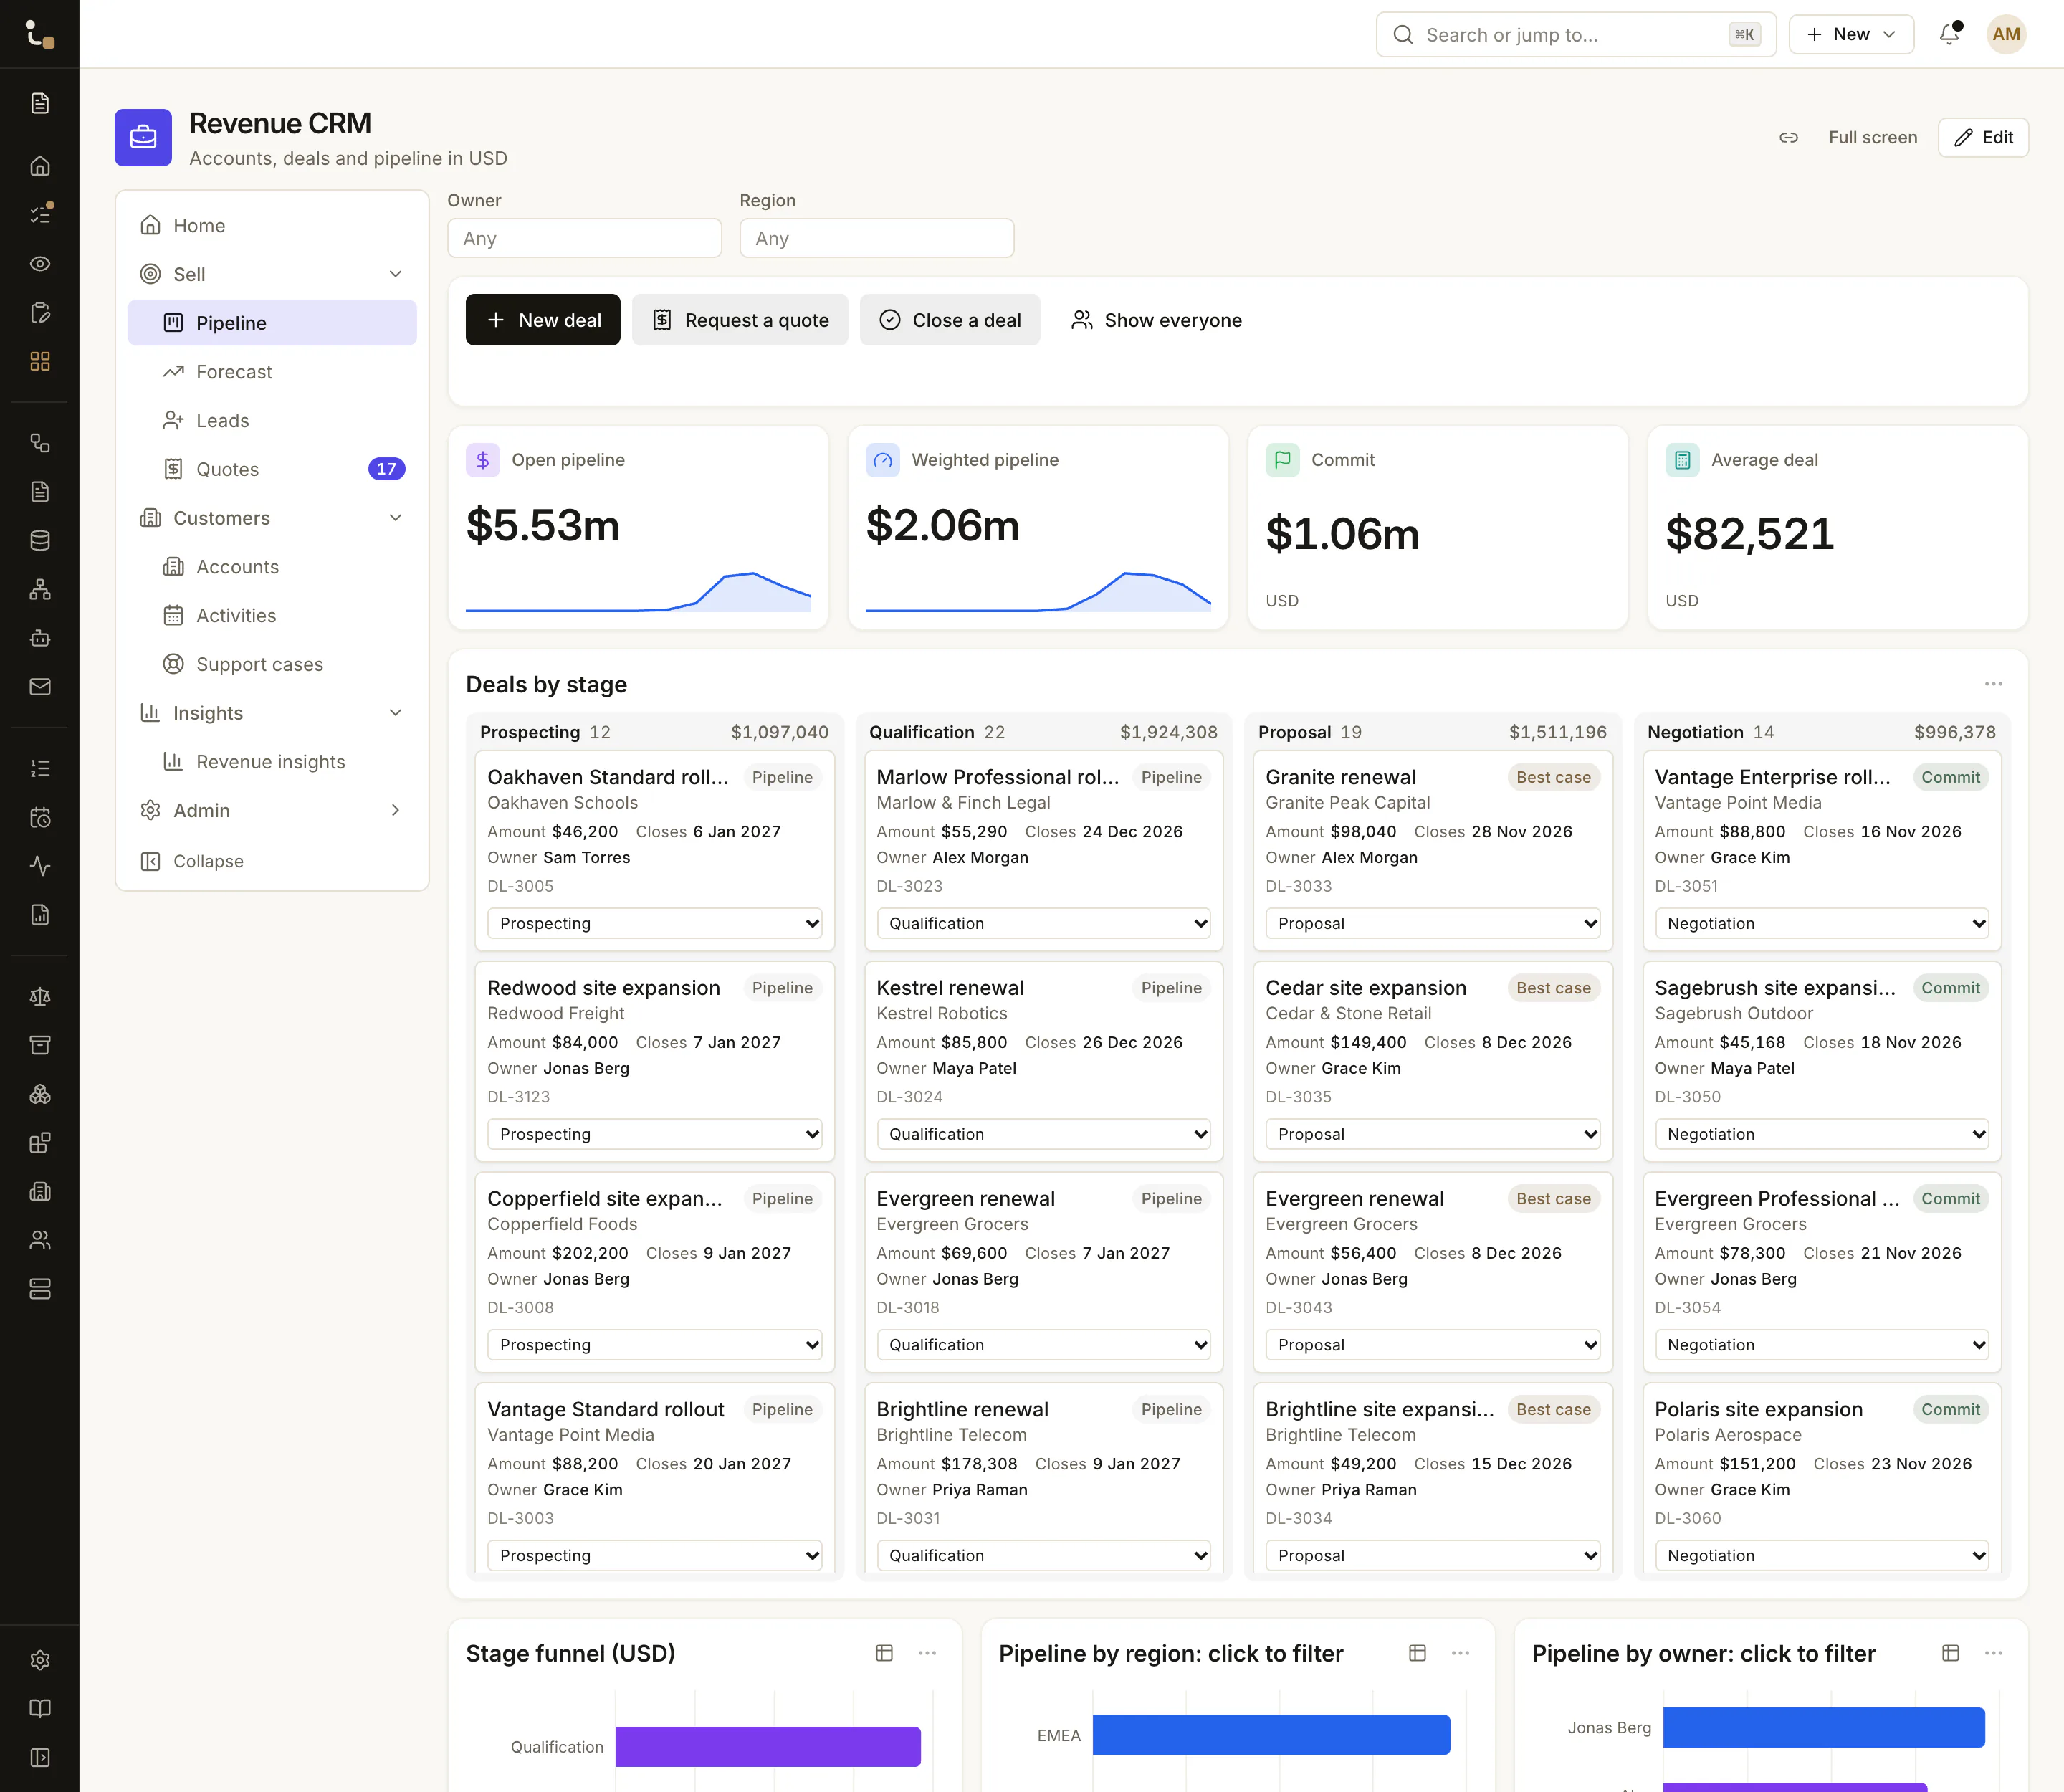 Search or jump to...
⌘K
New
AM
Revenue CRM
Accounts, deals and pipeline in USD
Full screen
Edit
Home
Sell
Pipeline
Forecast
Leads
Quotes
17
Customers
Accounts
Activities
Support cases
Insights
Revenue insights
Admin
Collapse
Owner
Any
Region
Any
New deal
Request a quote
Close a deal
Show everyone
Open pipeline
$5.53m
Weighted pipeline
$2.06m
Commit
$1.06m
USD
Average deal
$82,521
USD
Deals by stage
Prospecting 12 $1,097,040
Oakhaven Standard roll... Pipeline
Oakhaven Schools
Amount $46,200 Closes 6 Jan 2027
Owner Sam Torres
DL-3005
Prospecting
Redwood site expansion Pipeline
Redwood Freight
Amount $84,000 Closes 7 Jan 2027
Owner Jonas Berg
DL-3123
Prospecting
Copperfield site expan... Pipeline
Copperfield Foods
Amount $202,200 Closes 9 Jan 2027
Owner Jonas Berg
DL-3008
Prospecting
Vantage Standard rollout Pipeline
Vantage Point Media
Amount $88,200 Closes 20 Jan 2027
Owner Grace Kim
DL-3003
Prospecting
Qualification 22 $1,924,308
Marlow Professional rol... Pipeline
Marlow & Finch Legal
Amount $55,290 Closes 24 Dec 2026
Owner Alex Morgan
DL-3023
Qualification
Kestrel renewal Pipeline
Kestrel Robotics
Amount $85,800 Closes 26 Dec 2026
Owner Maya Patel
DL-3024
Qualification
Evergreen renewal Pipeline
Evergreen Grocers
Amount $69,600 Closes 7 Jan 2027
Owner Jonas Berg
DL-3018
Qualification
Brightline renewal Pipeline
Brightline Telecom
Amount $178,308 Closes 9 Jan 2027
Owner Priya Raman
DL-3031
Qualification
Proposal 19 $1,511,196
Granite renewal Best case
Granite Peak Capital
Amount $98,040 Closes 28 Nov 2026
Owner Alex Morgan
DL-3033
Proposal
Cedar site expansion Best case
Cedar & Stone Retail
Amount $149,400 Closes 8 Dec 2026
Owner Grace Kim
DL-3035
Proposal
Evergreen renewal Best case
Evergreen Grocers
Amount $56,400 Closes 8 Dec 2026
Owner Jonas Berg
DL-3043
Proposal
Brightline site expansi... Best case
Brightline Telecom
Amount $49,200 Closes 15 Dec 2026
Owner Priya Raman
DL-3034
Proposal
Negotiation 14 $996,378
Vantage Enterprise roll... Commit
Vantage Point Media
Amount $88,800 Closes 16 Nov 2026
Owner Grace Kim
DL-3051
Negotiation
Sagebrush site expansi... Commit
Sagebrush Outdoor
Amount $45,168 Closes 18 Nov 2026
Owner Maya Patel
DL-3050
Negotiation
Evergreen Professional ... Commit
Evergreen Grocers
Amount $78,300 Closes 21 Nov 2026
Owner Jonas Berg
DL-3054
Negotiation
Polaris site expansion Commit
Polaris Aerospace
Amount $151,200 Closes 23 Nov 2026
Owner Grace Kim
DL-3060
Negotiation
Stage funnel (USD)
Qualification
Pipeline by region: click to filter
EMEA
Pipeline by owner: click to filter
Jonas Berg